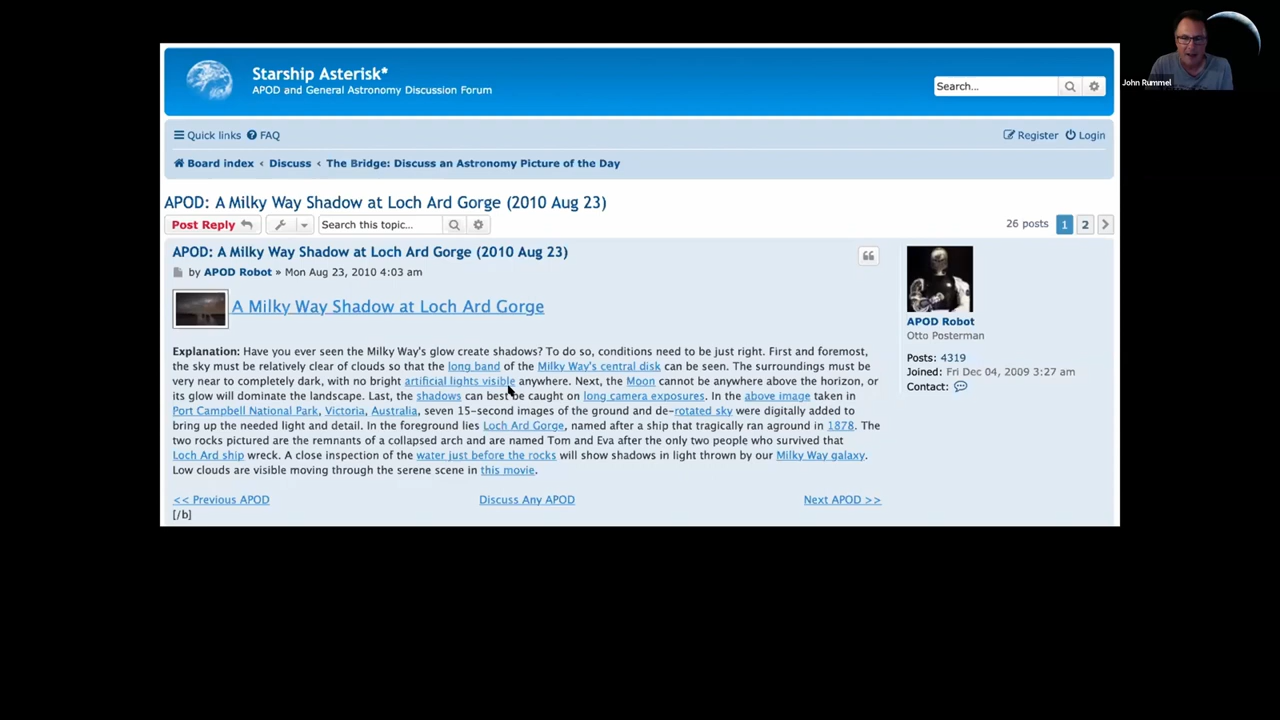 John Rummel
Starship Asterisk*
APOD and General Astronomy Discussion Forum
Search...
Quick links FAQ
Register Login
Board index ‹ Discuss ‹ The Bridge: Discuss an Astronomy Picture of the Day
APOD: A Milky Way Shadow at Loch Ard Gorge (2010 Aug 23)
Post Reply Search this topic... 26 posts 1 2
APOD: A Milky Way Shadow at Loch Ard Gorge (2010 Aug 23)
by APOD Robot » Mon Aug 23, 2010 4:03 am
A Milky Way Shadow at Loch Ard Gorge
Explanation: Have you ever seen the Milky Way's glow create shadows? To do so, conditions need to be just right. First and foremost,
the sky must be relatively clear of clouds so that the long band of the Milky Way's central disk can be seen. The surroundings must be
very near to completely dark, with no bright artificial lights visible anywhere. Next, the Moon cannot be anywhere above the horizon, or
its glow will dominate the landscape. Last, the shadows can best be caught on long camera exposures. In the above image taken in
Port Campbell National Park, Victoria, Australia, seven 15-second images of the ground and de-rotated sky were digitally added to
bring up the needed light and detail. In the foreground lies Loch Ard Gorge, named after a ship that tragically ran aground in 1878. The
two rocks pictured are the remnants of a collapsed arch and are named Tom and Eva after the only two people who survived that
Loch Ard ship wreck. A close inspection of the water just before the rocks will show shadows in light thrown by our Milky Way galaxy.
Low clouds are visible moving through the serene scene in this movie.
<< Previous APOD Discuss Any APOD Next APOD >>
[/b]
APOD Robot
Otto Posterman
Posts: 4319
Joined: Fri Dec 04, 2009 3:27 am
Contact: